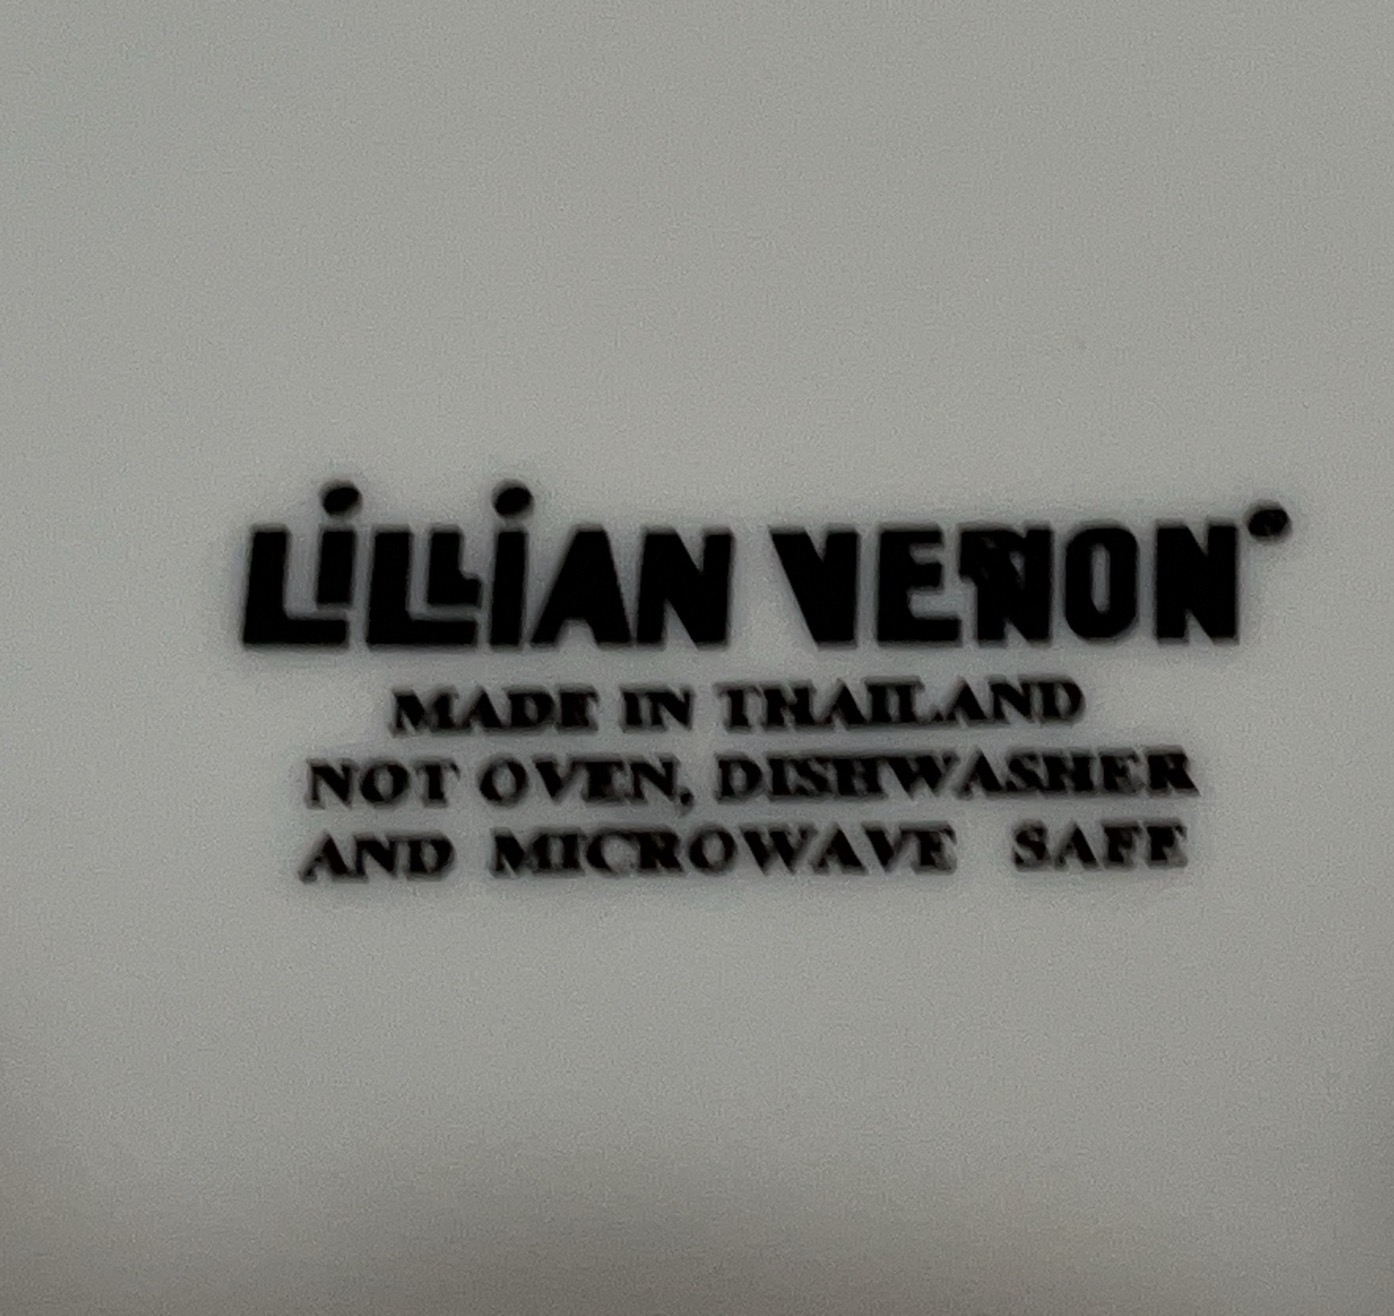 LiLLiAN VERNON®
MADE IN THAILAND
NOT OVEN, DISHWASHER
AND MICROWAVE SAFE